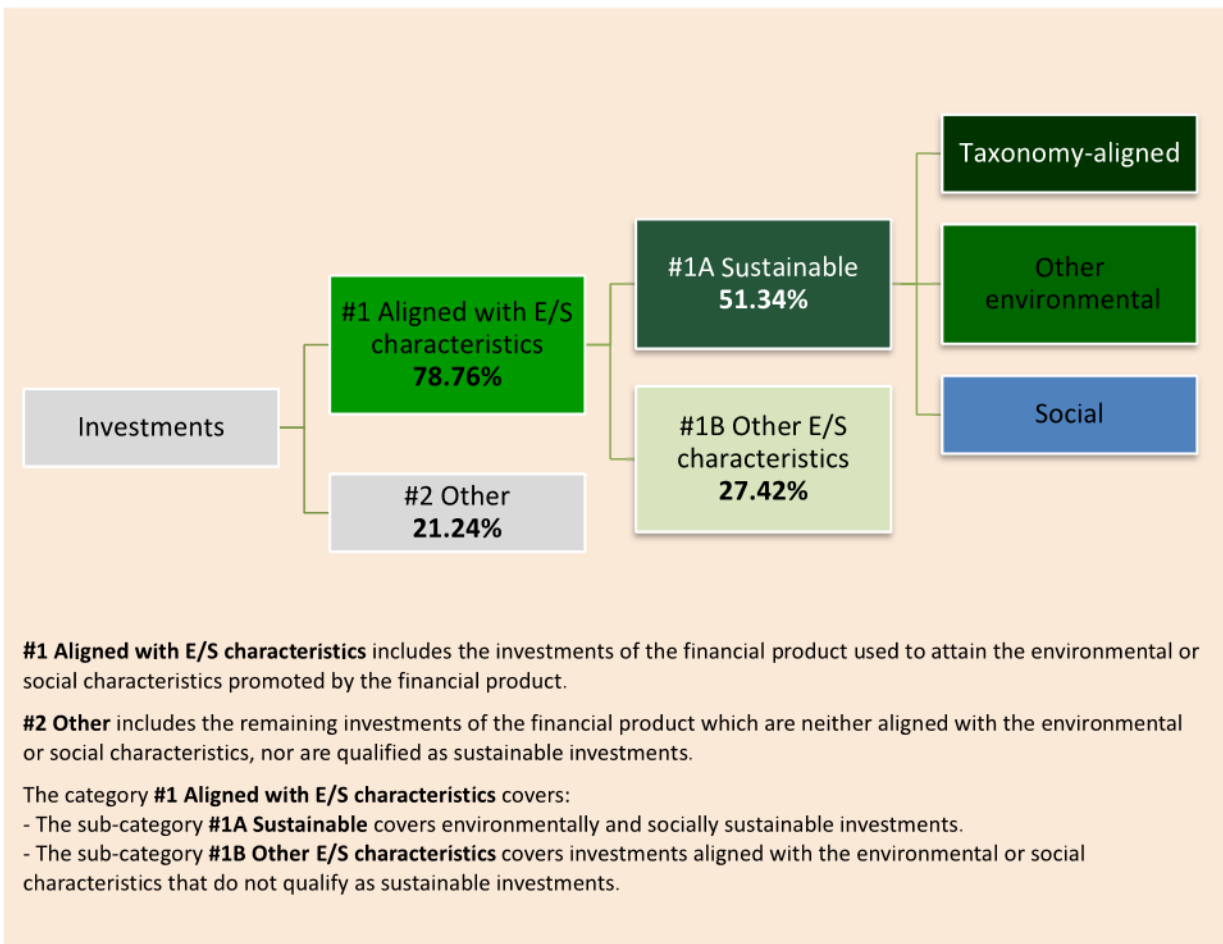 Taxonomy-aligned
#1A Sustainable
51.34%
Other
environmental
#1 Aligned with E/S
characteristics
78.76%
Investments
#1B Other E/S
characteristics
27.42%
Social
#2 Other
21.24%
#1 Aligned with E/S characteristics includes the investments of the financial product used to attain the environmental or
social characteristics promoted by the financial product.
#2 Other includes the remaining investments of the financial product which are neither aligned with the environmental
or social characteristics, nor are qualified as sustainable investments.
The category #1 Aligned with E/S characteristics covers:
- The sub-category #1A Sustainable covers environmentally and socially sustainable investments.
- The sub-category #1B Other E/S characteristics covers investments aligned with the environmental or social
characteristics that do not qualify as sustainable investments.